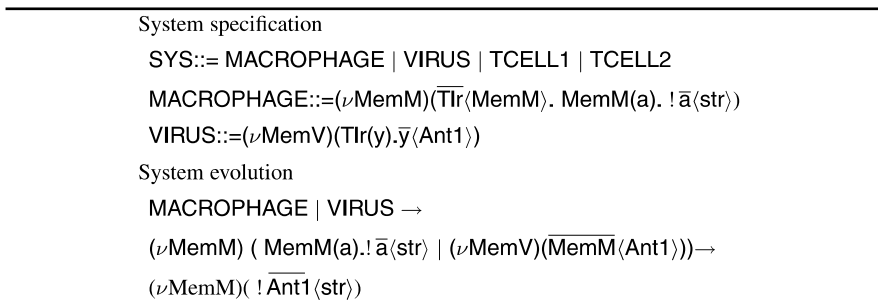 System specification
SYS::= MACROPHAGE | VIRUS | TCELL1 | TCELL2
MACROPHAGE::=(νMemM)(T̅l̅r̅⟨MemM⟩. MemM(a). !a̅⟨str⟩)
VIRUS::=(νMemV)(Tlr(y).y̅⟨Ant1⟩)
System evolution
MACROPHAGE | VIRUS →
(νMemM) ( MemM(a).!a̅⟨str⟩ | (νMemV)(M̅e̅m̅M̅⟨Ant1⟩))→
(νMemM)( !A̅n̅t̅1̅⟨str⟩)